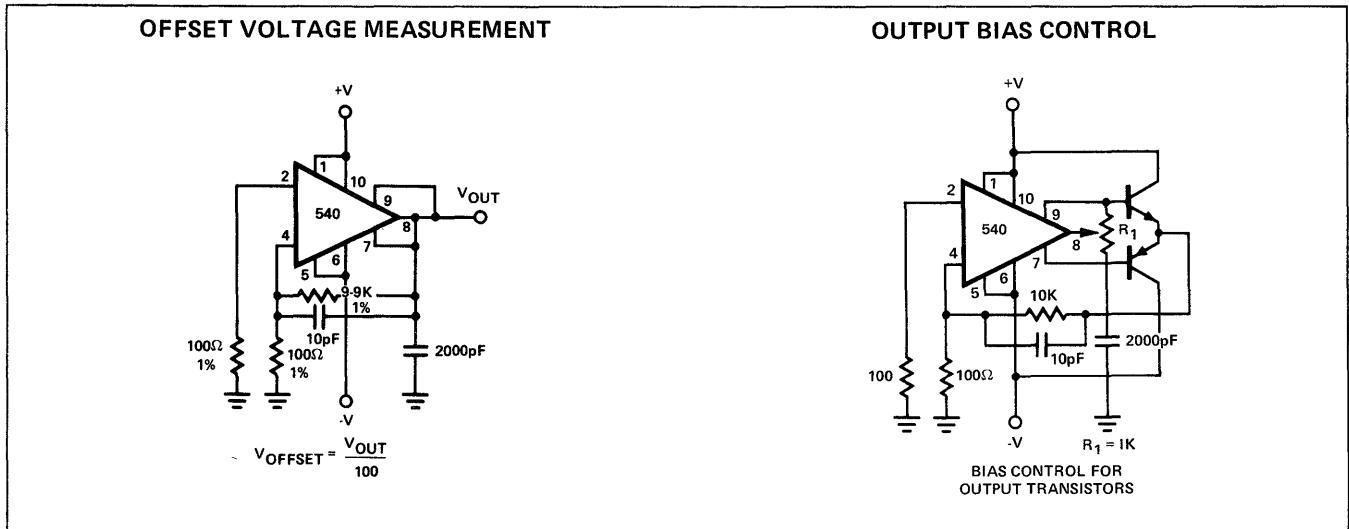 OFFSET VOLTAGE MEASUREMENT
+V
2
1
10
9
VOUT
540
8
7
4
6
5
9-9K
1%
10pF
100Ω
1%
100Ω
1%
2000pF
-V
VOFFSET = VOUT
100
OUTPUT BIAS CONTROL
+V
2
1
10
9
540
8
R1
7
4
6
5
10K
10pF
2000pF
100
100Ω
-V
R1 = 1K
BIAS CONTROL FOR
OUTPUT TRANSISTORS